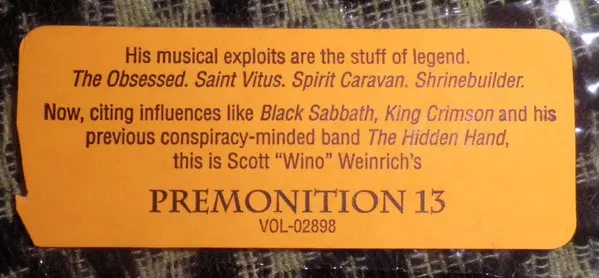 His musical exploits are the stuff of legend.
The Obsessed. Saint Vitus. Spirit Caravan. Shrinebuilder.
Now, citing influences like Black Sabbath, King Crimson and his
previous conspiracy-minded band The Hidden Hand,
this is Scott “Wino” Weinrich’s
PREMONITION 13
VOL-02898